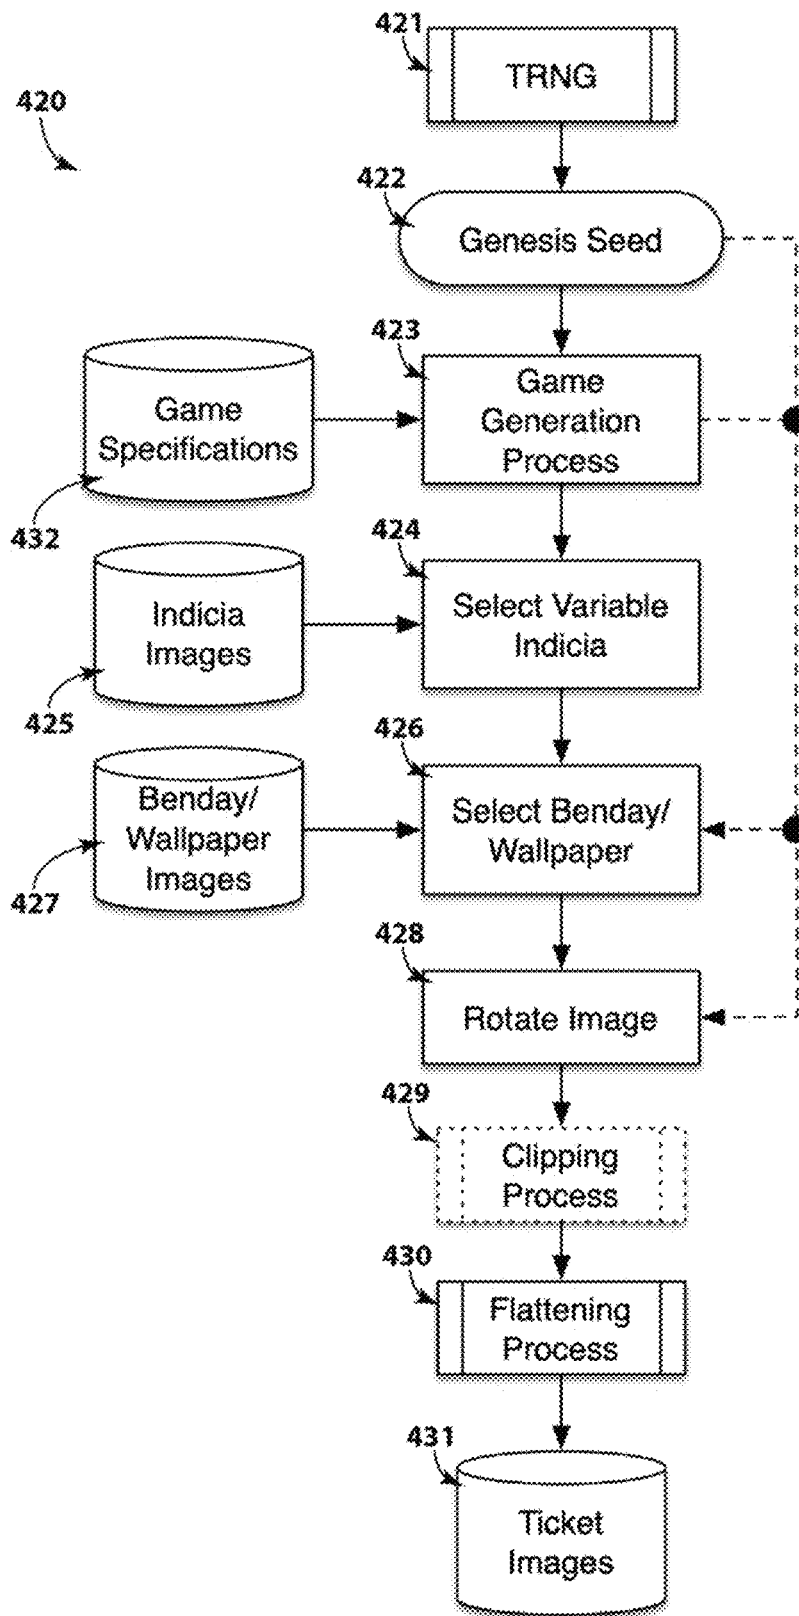 421
TRNG
420
422
Genesis Seed
423
Game
Specifications
432
Game
Generation
Process
424
Indicia
Images
425
Select Variable
Indicia
426
Benday/
Wallpaper
Images
427
Select Benday/
Wallpaper
428
Rotate Image
429
Clipping
Process
430
Flattening
Process
431
Ticket
Images